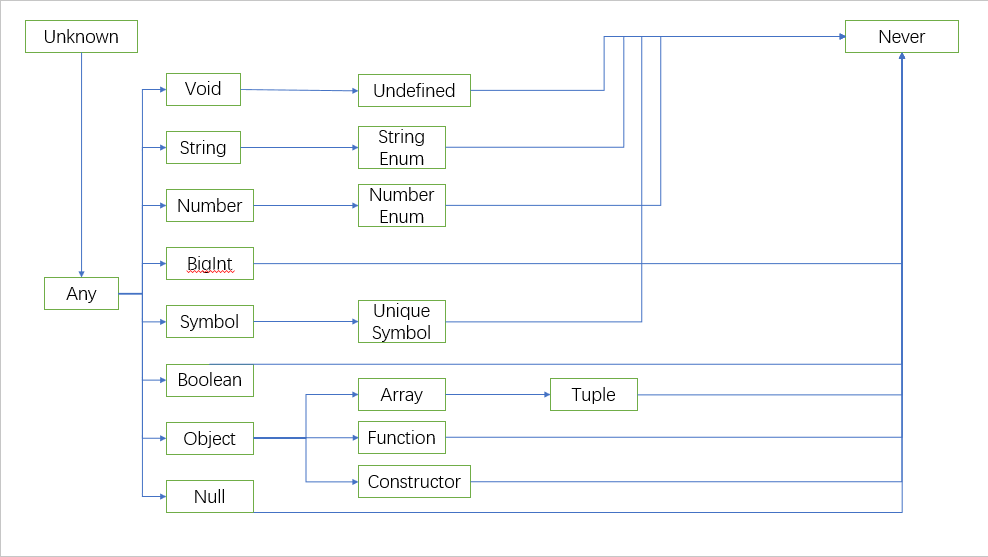 Unknown
Never
Void
Undefined
String
String
Enum
Number
Number
Enum
BigInt
Any
Symbol
Unique
Symbol
Boolean
Array
Tuple
Object
Function
Constructor
Null